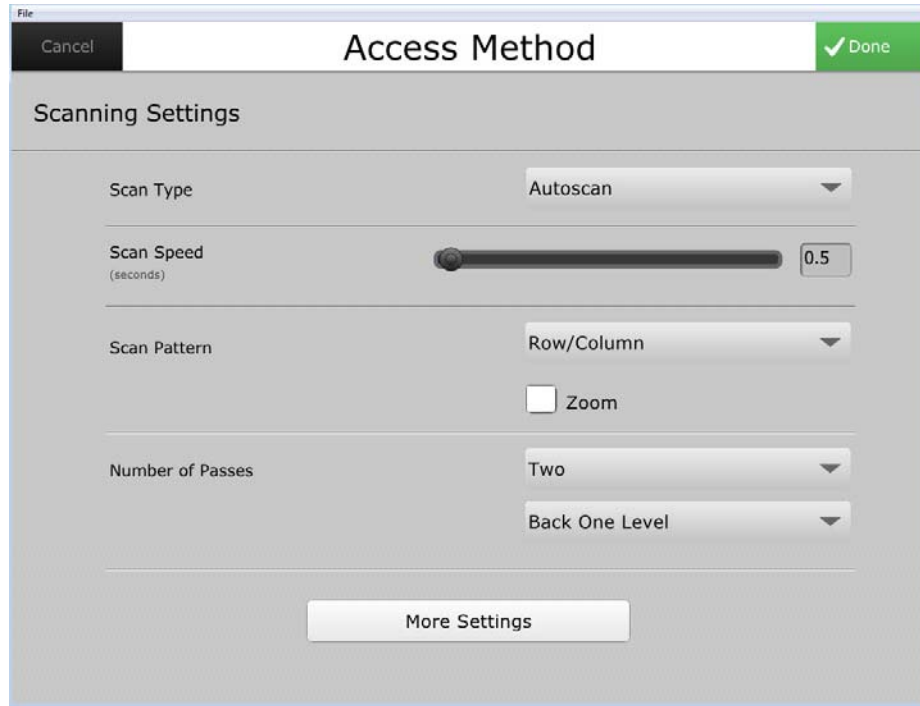 File
Cancel
Access Method
Done
Scanning Settings
Scan Type
Autoscan
Scan Speed
(seconds)
0.5
Scan Pattern
Row/Column
Zoom
Number of Passes
Two
Back One Level
More Settings